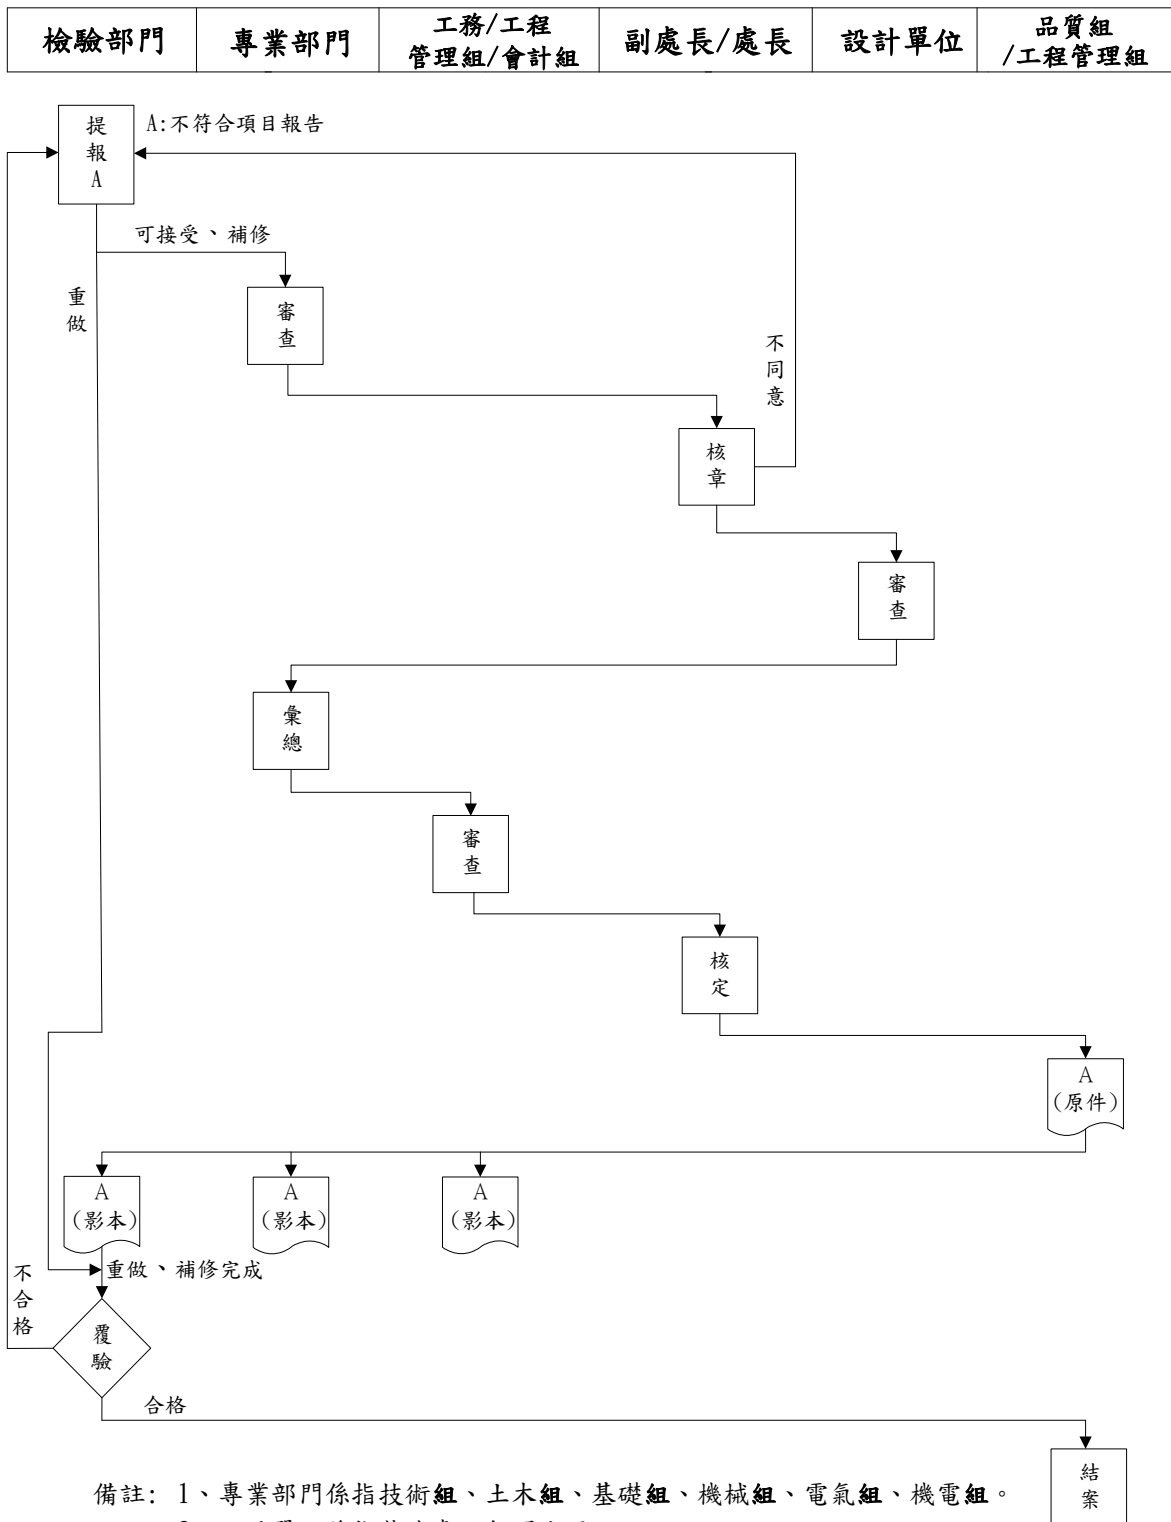 檢驗部門
專業部門
工務/工程
管理組/會計組
副處長/處長
設計單位
品質組
/工程管理組
提
報
A
A:不符合項目報告
可接受、補修
重
做
審
查
不
同
意
核
章
審
查
彙
總
審
查
核
定
A
(原件)
A
(影本)
A
(影本)
A
(影本)
重做、補修完成
不
合
格
覆
驗
合格
結
案
備註: 1、專業部門係指技術組、土木組、基礎組、機械組、電氣組、機電組。